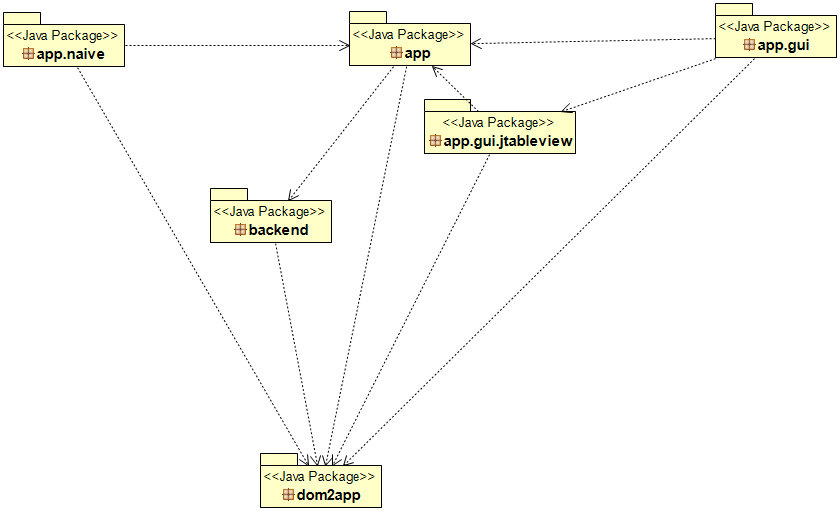 <<Java Package>>
app.naive
<<Java Package>>
app
<<Java Package>>
app.gui
<<Java Package>>
app.gui.jtableview
<<Java Package>>
backend
<<Java Package>>
dom2app